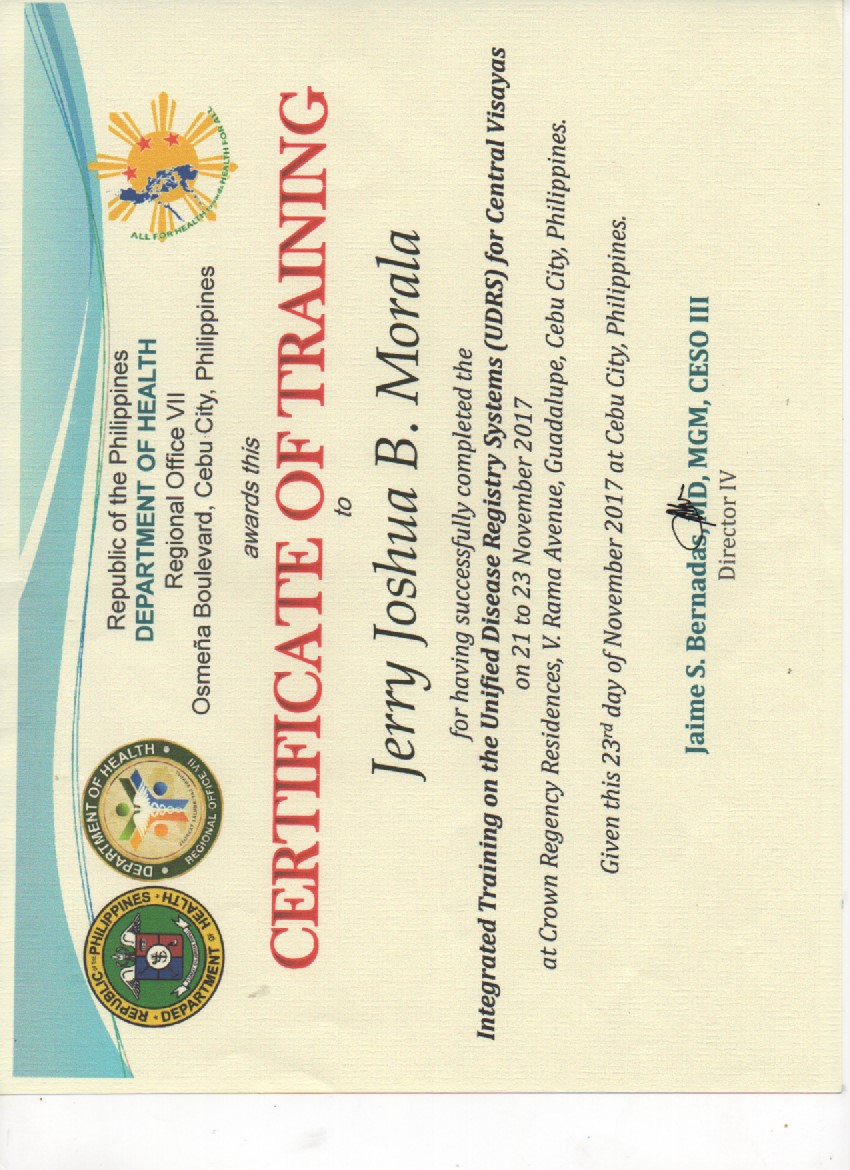 REPUBLIC OF THE PHILIPPINES • DEPARTMENT OF HEALTH •
DEPARTMENT OF HEALTH
REGIONAL OFFICE VII
ALL FOR HEALTH towards HEALTH FOR ALL
Republic of the Philippines
DEPARTMENT OF HEALTH
Regional Office VII
Osmeña Boulevard, Cebu City, Philippines
awards this
CERTIFICATE OF TRAINING
to
Jerry Joshua B. Morala
for having successfully completed the
Integrated Training on the Unified Disease Registry Systems (UDRS) for Central Visayas
on 21 to 23 November 2017
at Crown Regency Residences, V. Rama Avenue, Guadalupe, Cebu City, Philippines.
Given this 23rd day of November 2017 at Cebu City, Philippines.
Jaime S. Bernadas, MD, MGM, CESO III
Director IV